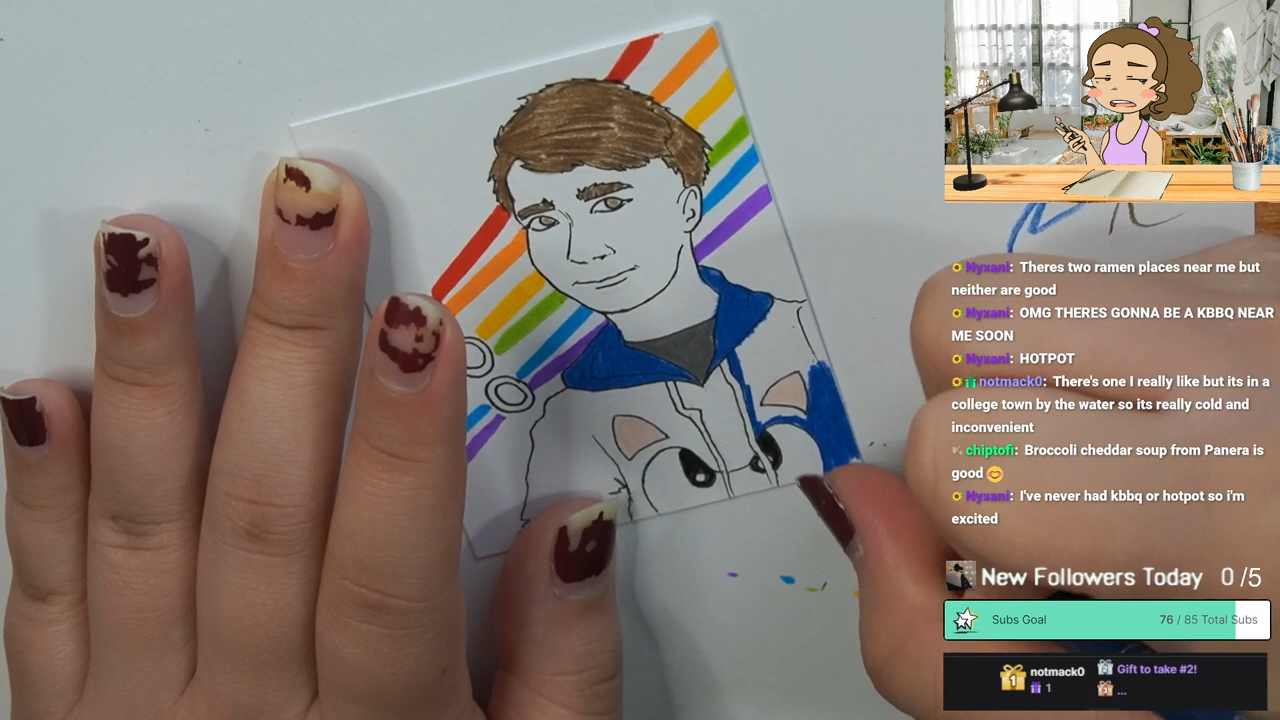 Nyxani: Theres two ramen places near me but
neither are good
Nyxani: OMG THERES GONNA BE A KBBQ NEAR
ME SOON
Nyxani: HOTPOT
notmack0: There's one I really like but its in a
college town by the water so its really cold and
inconvenient
chiptofi: Broccoli cheddar soup from Panera is
good
Nyxani: I've never had kbbq or hotpot so i'm
excited
New Followers Today 0 /5
Subs Goal 76 / 85 Total Subs
1 notmack0 Gift to take #2!
1 ...